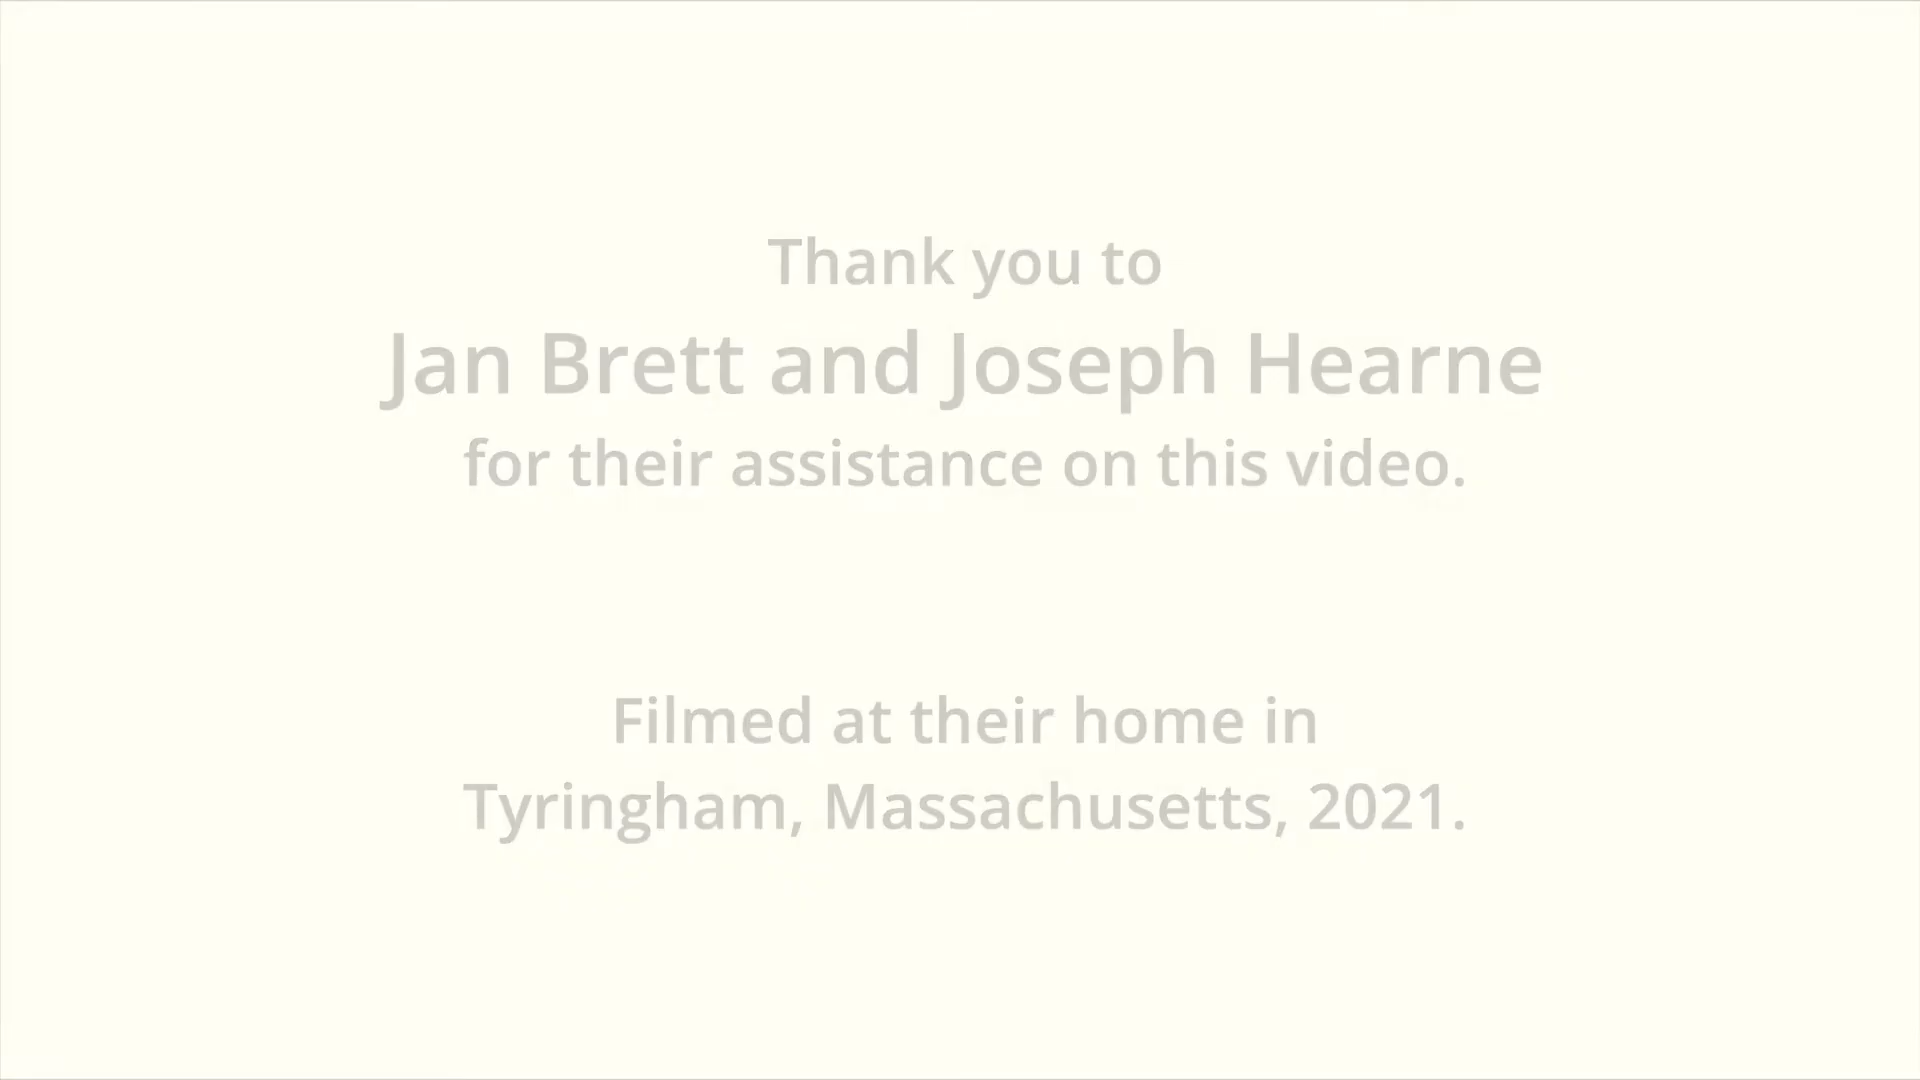 Thank you to
Jan Brett and Joseph Hearne
for their assistance on this video.
Filmed at their home in
Tyringham, Massachusetts, 2021.